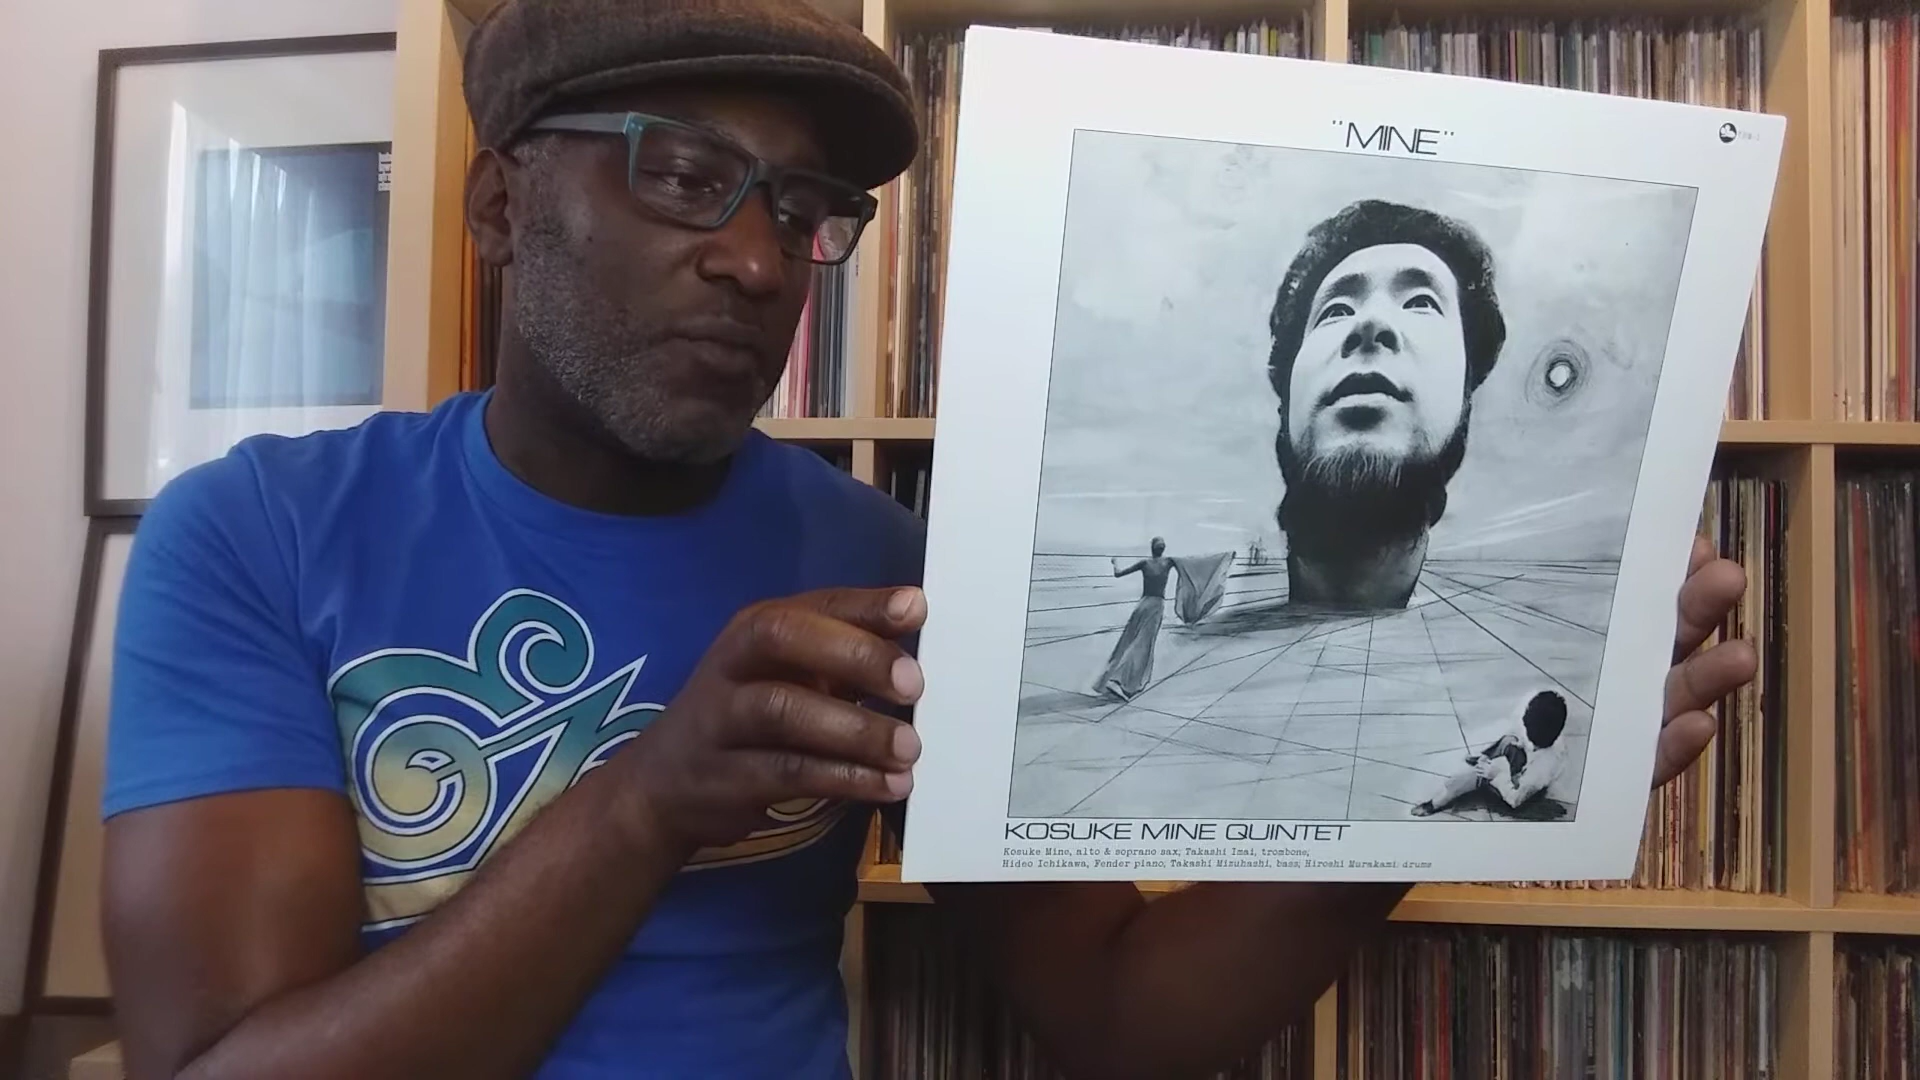 "MINE"
KOSUKE MINE QUINTET
Kosuke Mine, alto & soprano sax; Takashi Imai, trombone;
Hideo Ichikawa, Fender piano; Takashi Mizuhashi, bass; Hiroshi Murakami; drums